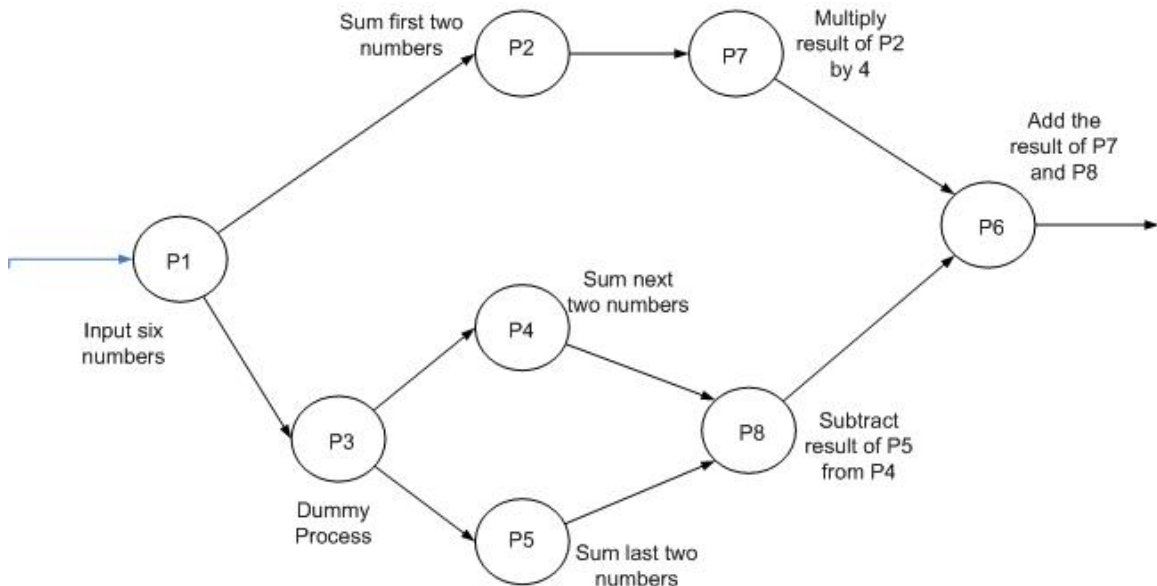 Sum first two
numbers
P2
P7
Multiply
result of P2
by 4
Add the
result of P7
and P8
P6
P1
Input six
numbers
Sum next
two numbers
P4
P3
Dummy
Process
P8
Subtract
result of P5
from P4
P5
Sum last two
numbers